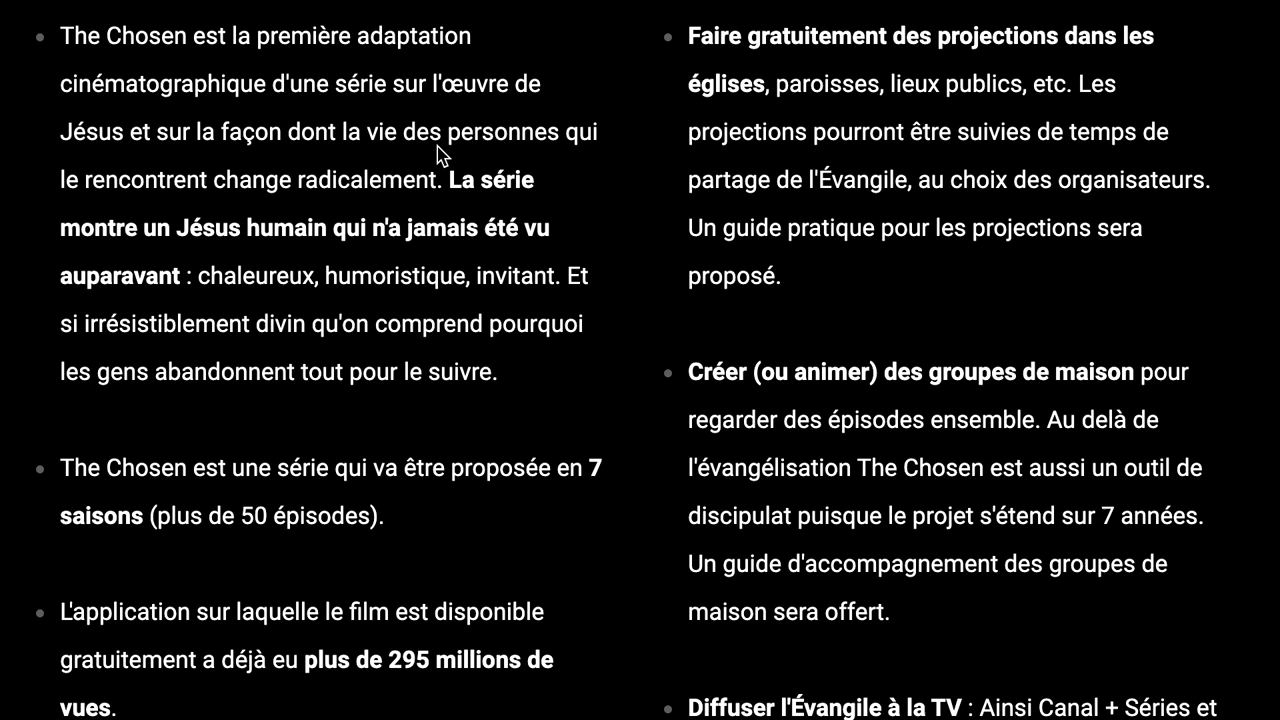 The Chosen est la première adaptation
cinématographique d'une série sur l'œuvre de
Jésus et sur la façon dont la vie des personnes qui
le rencontrent change radicalement. La série
montre un Jésus humain qui n'a jamais été vu
auparavant : chaleureux, humoristique, invitant. Et
si irrésistiblement divin qu'on comprend pourquoi
les gens abandonnent tout pour le suivre.
The Chosen est une série qui va être proposée en 7
saisons (plus de 50 épisodes).
L'application sur laquelle le film est disponible
gratuitement a déjà eu plus de 295 millions de
vues.
Faire gratuitement des projections dans les
églises, paroisses, lieux publics, etc. Les
projections pourront être suivies de temps de
partage de l'Évangile, au choix des organisateurs.
Un guide pratique pour les projections sera
proposé.
Créer (ou animer) des groupes de maison pour
regarder des épisodes ensemble. Au delà de
l'évangélisation The Chosen est aussi un outil de
discipulat puisque le projet s'étend sur 7 années.
Un guide d'accompagnement des groupes de
maison sera offert.
Diffuser l'Évangile à la TV : Ainsi Canal + Séries et